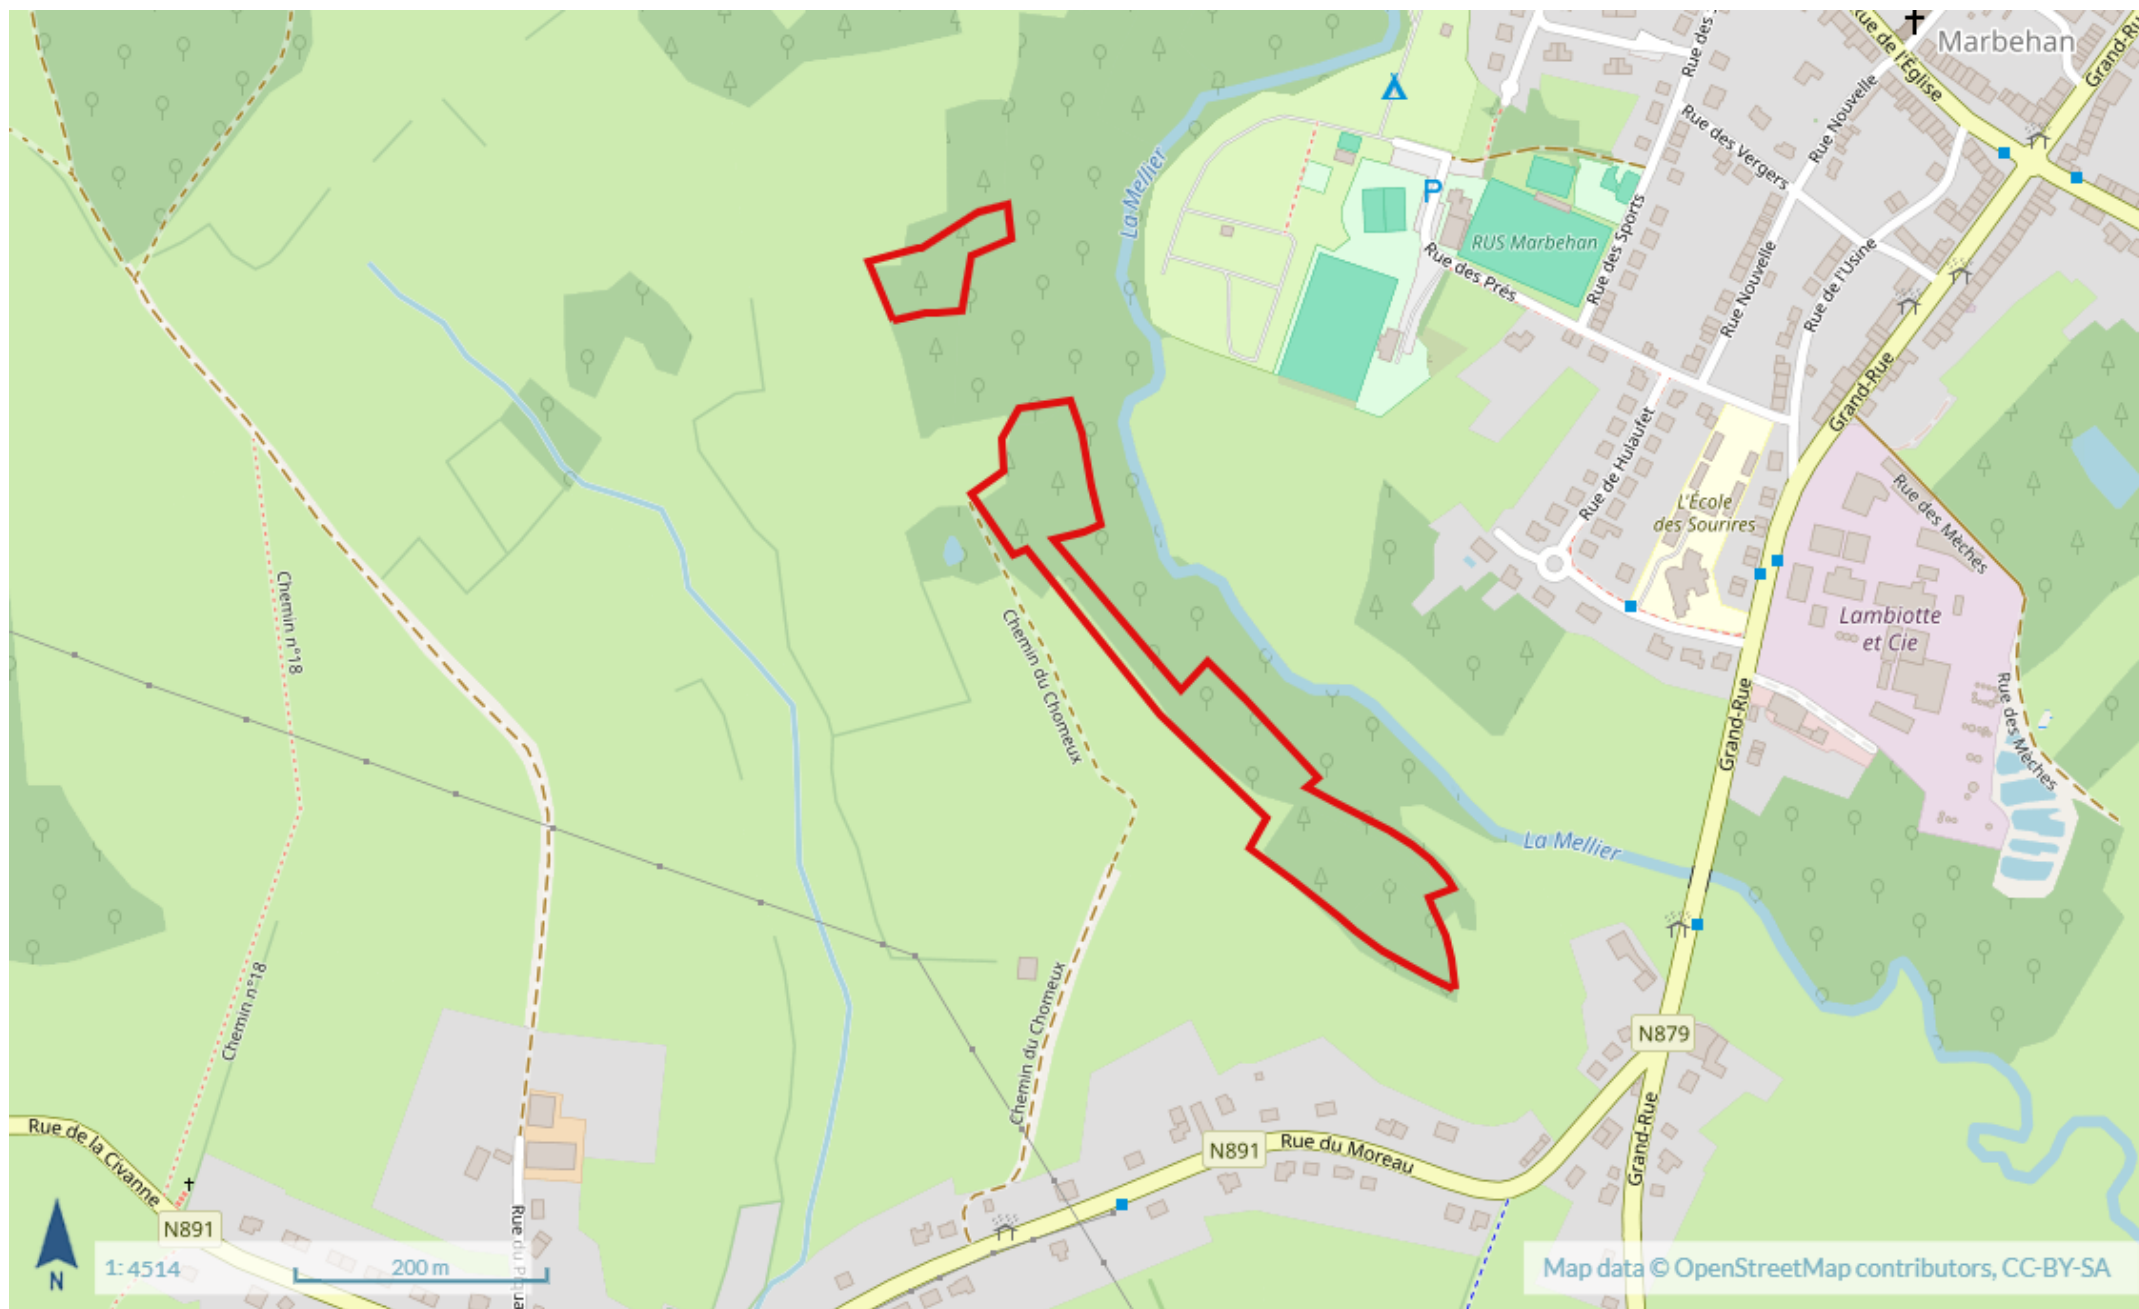 Marbehan
Rue de l'Église
Grand-Ru
Rue des
Rue Nouvelle
Rue des Vergers
La Mellier
P
RUS Marbehan
Rue des Sports
Rue des Prés
Rue Nouvelle
Rue de l'Usine
Grand-Rue
Rue de Hulaufet
L'École
des Sourires
Rue des Mèches
Lambiotte
et Cie
Chemin n°18
Chemin du Chomeux
Grand-Rue
Rue des Mèches
La Mellier
Chemin n°18
Chemin du Chomeux
N879
Grand-Rue
Rue de la Civanne
N891
Rue du Moreau
N891
Rue du
N
1: 4514
200 m
Map data © OpenStreetMap contributors, CC-BY-SA